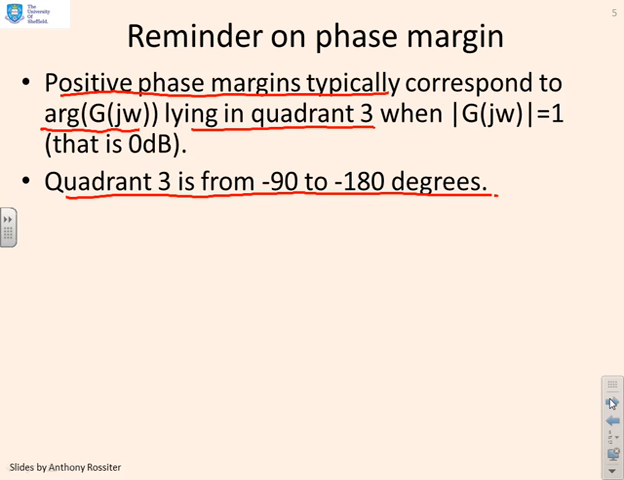 The
University
Of
Sheffield.
5
Reminder on phase margin
• Positive phase margins typically correspond to
arg(G(jw)) lying in quadrant 3 when |G(jw)|=1
(that is 0dB).
• Quadrant 3 is from -90 to -180 degrees.
Slides by Anthony Rossiter